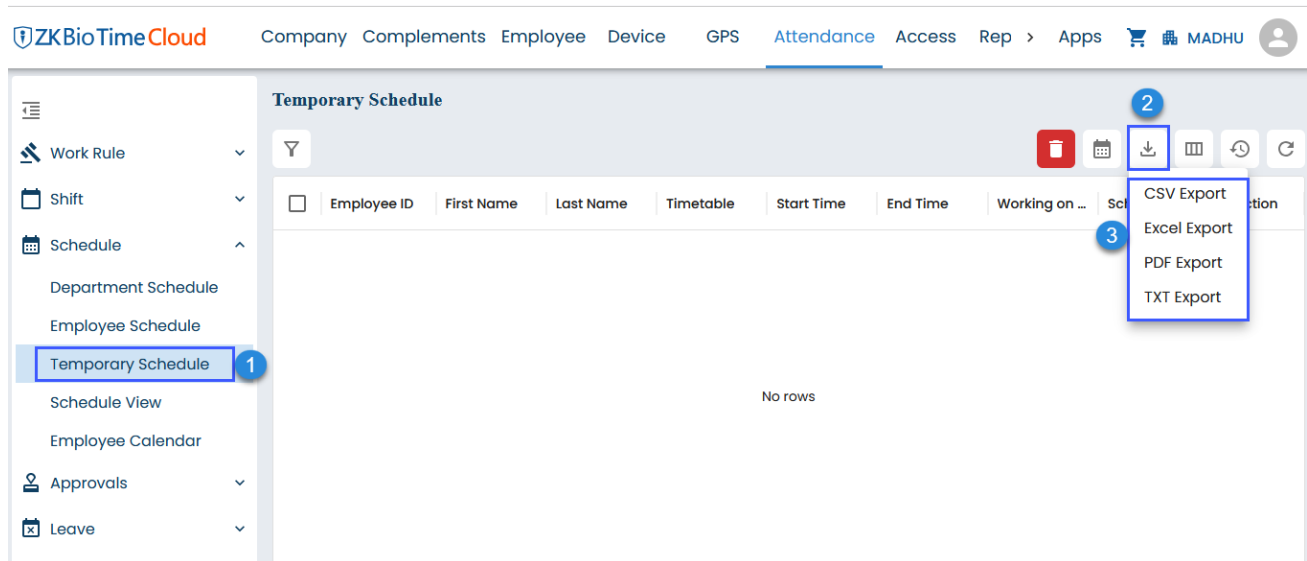 ZKBioTime Cloud Company Complements Employee Device GPS Attendance Access Rep > Apps MADHU
Temporary Schedule
2
Work Rule
Shift
Schedule
Department Schedule
Employee Schedule
Temporary Schedule 1
Schedule View
Employee Calendar
Approvals
Leave
Employee ID First Name Last Name Timetable Start Time End Time Working on ...
CSV Export
3 Excel Export
PDF Export
TXT Export
No rows